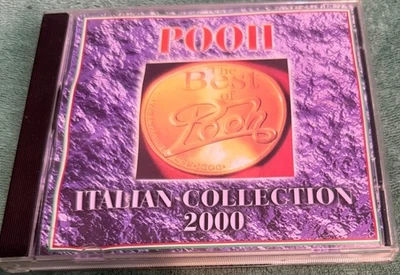 POOH
The
Best
of
Pooh
ITALIAN COLLECTION
2000